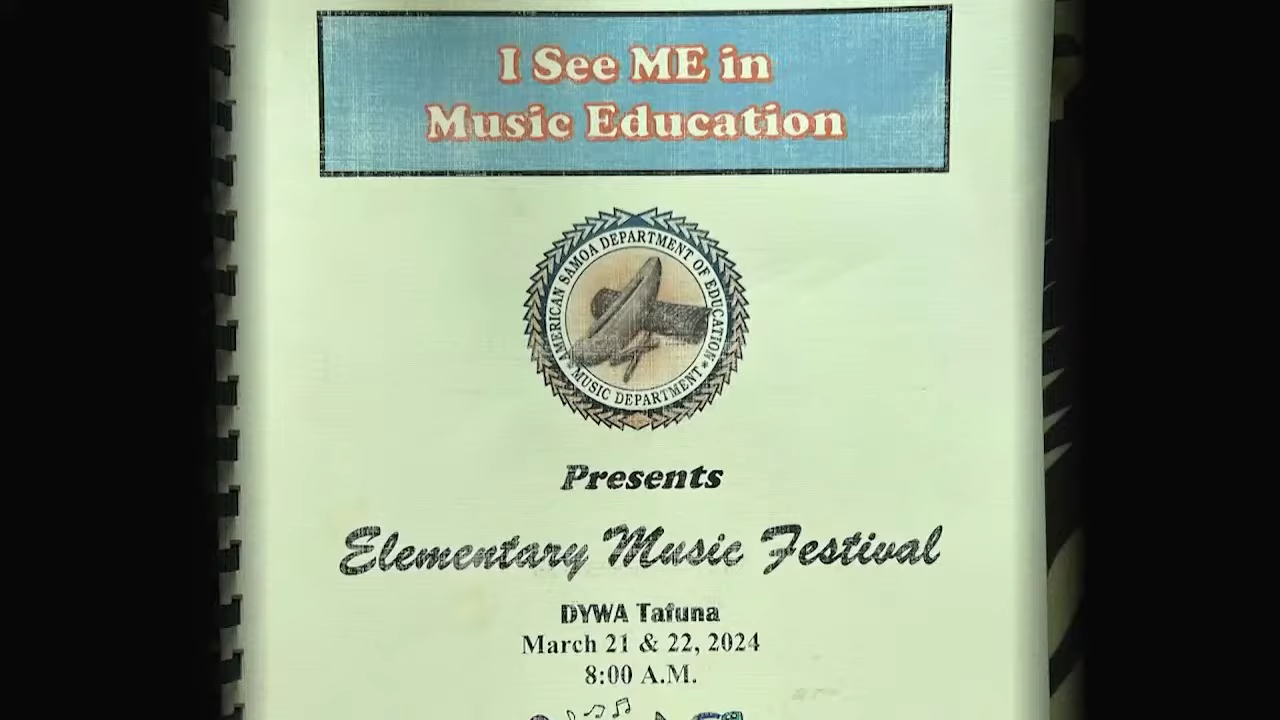 I See ME in
Music Education
AMERICAN SAMOA DEPARTMENT OF EDUCATION
* MUSIC DEPARTMENT *
Presents
Elementary Music Festival
DYWA Tafuna
March 21 & 22, 2024
8:00 A.M.